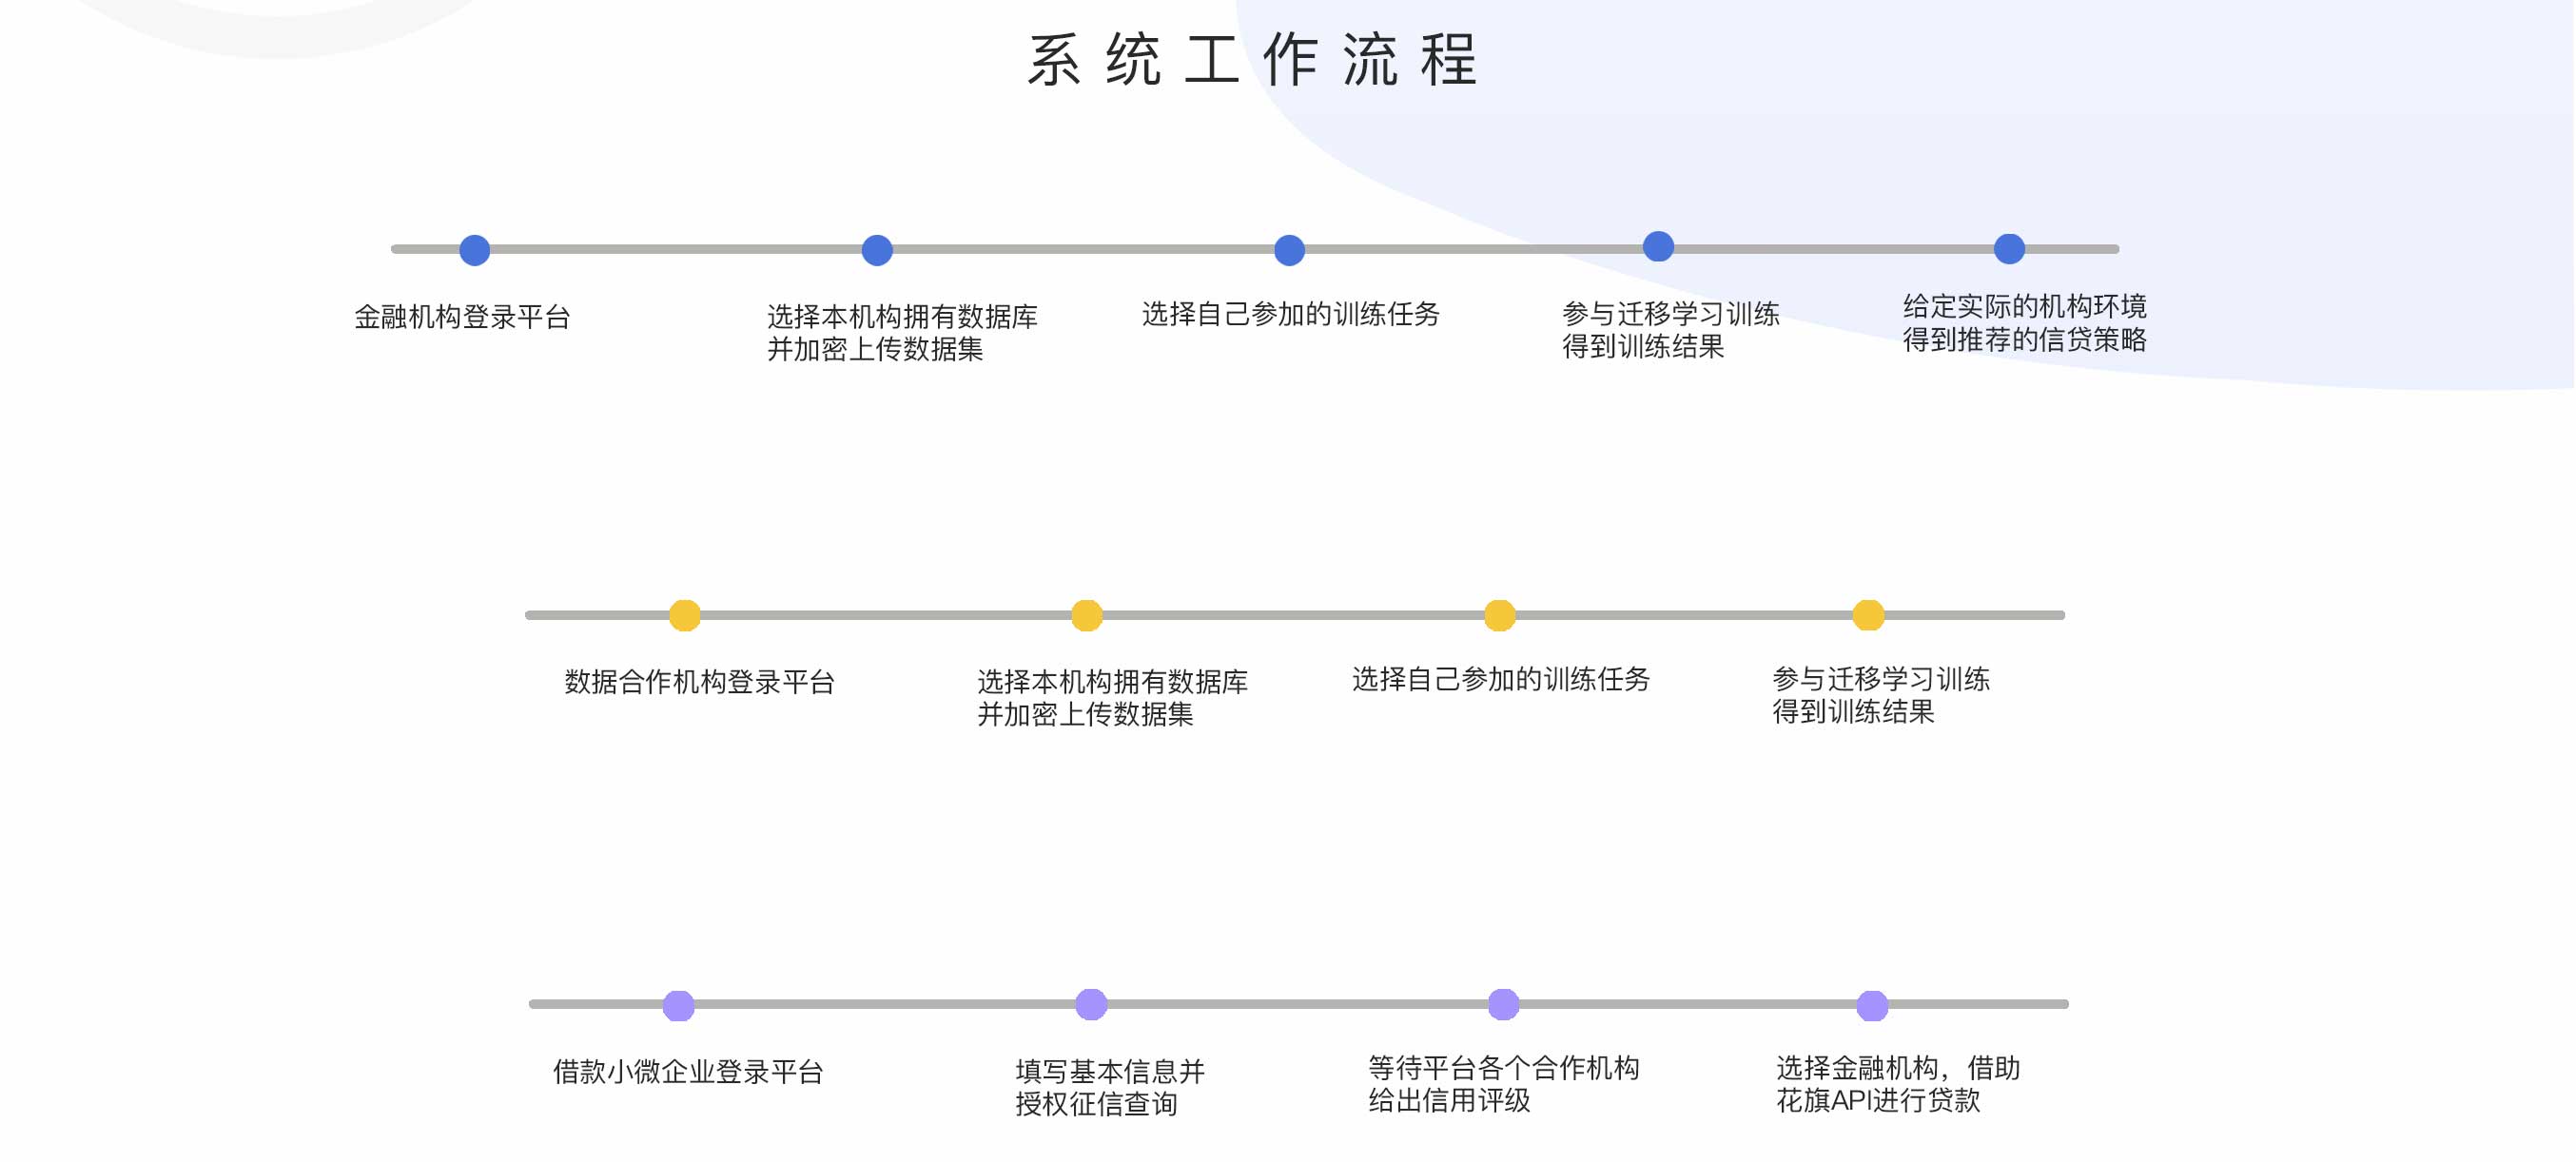 系统工作流程
金融机构登录平台
选择本机构拥有数据库
并加密上传数据集
选择自己参加的训练任务
参与迁移学习训练
得到训练结果
给定实际的机构环境
得到推荐的信贷策略
数据合作机构登录平台
选择本机构拥有数据库
并加密上传数据集
选择自己参加的训练任务
参与迁移学习训练
得到训练结果
借款小微企业登录平台
填写基本信息并
授权征信查询
等待平台各个合作机构
给出信用评级
选择金融机构，借助
花旗API进行贷款